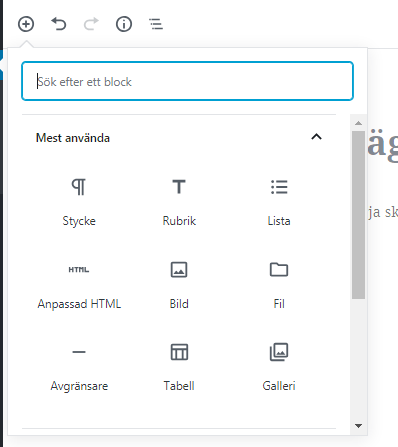 Sök efter ett block
Mest använda
äg
ja sk
Stycke
Rubrik
Lista
HTML
Anpassad HTML
Bild
Fil
Avgränsare
Tabell
Galleri